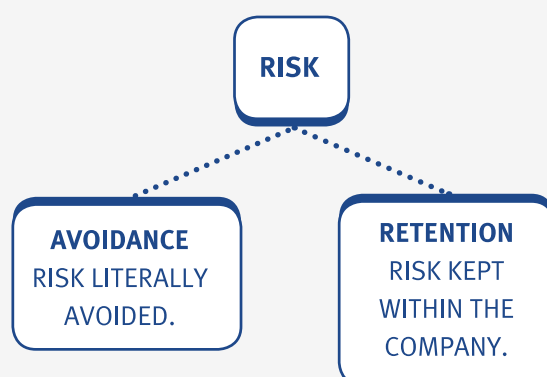 RISK
AVOIDANCE
RISK LITERALLY
AVOIDED.
RETENTION
RISK KEPT
WITHIN THE
COMPANY.